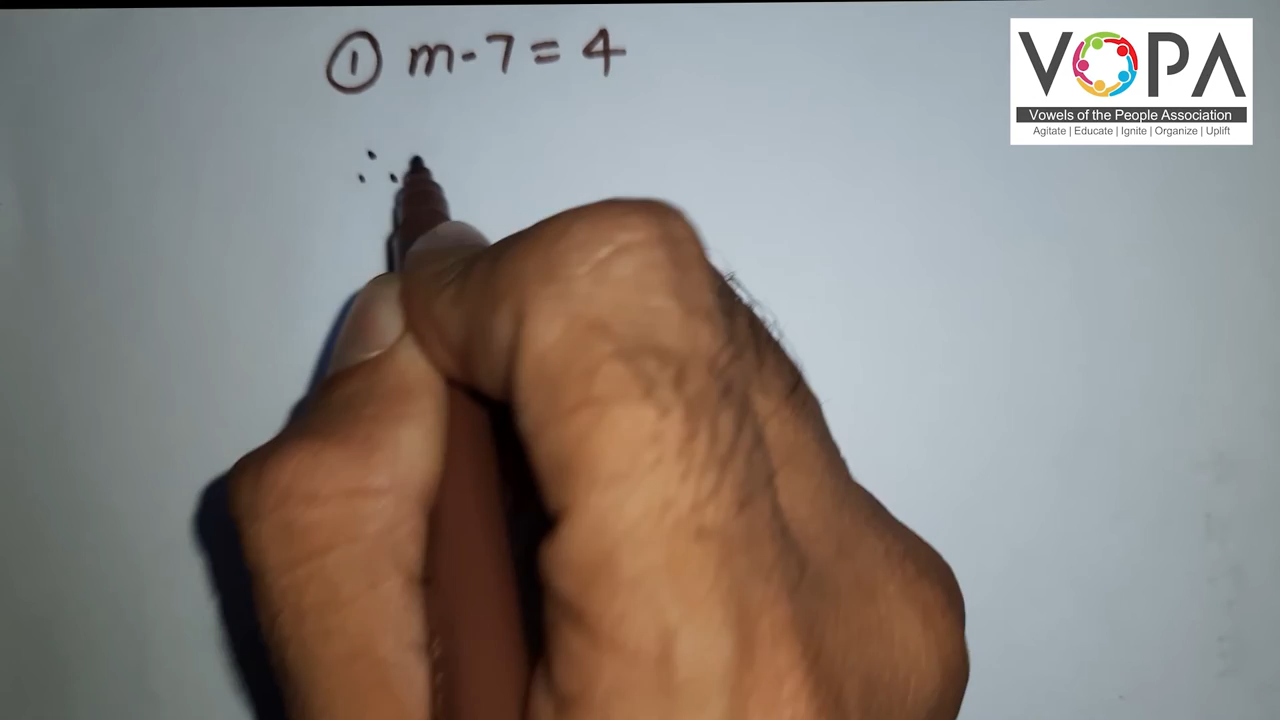 ① m-7=4
∴
VOPA
Vowels of the People Association
Agitate | Educate | Ignite | Organize | Uplift